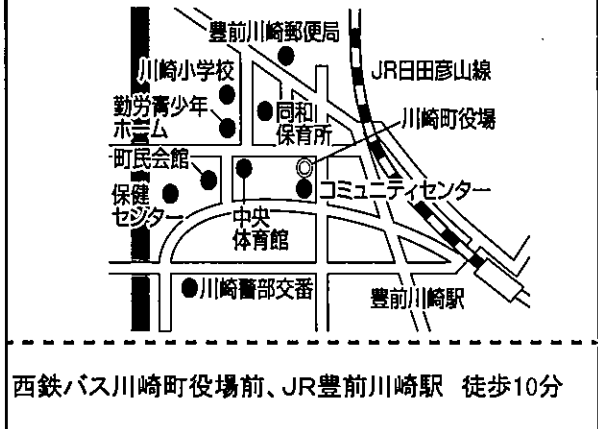 豊前川崎郵便局
川崎小学校
JR日田彦山線
勤労青少年
ホーム
同和
保育所
川崎町役場
町民会館
保健
センター
中央
体育館
コミュニティセンター
川崎警部交番
豊前川崎駅
西鉄バス川崎町役場前、JR豊前川崎駅 徒歩10分